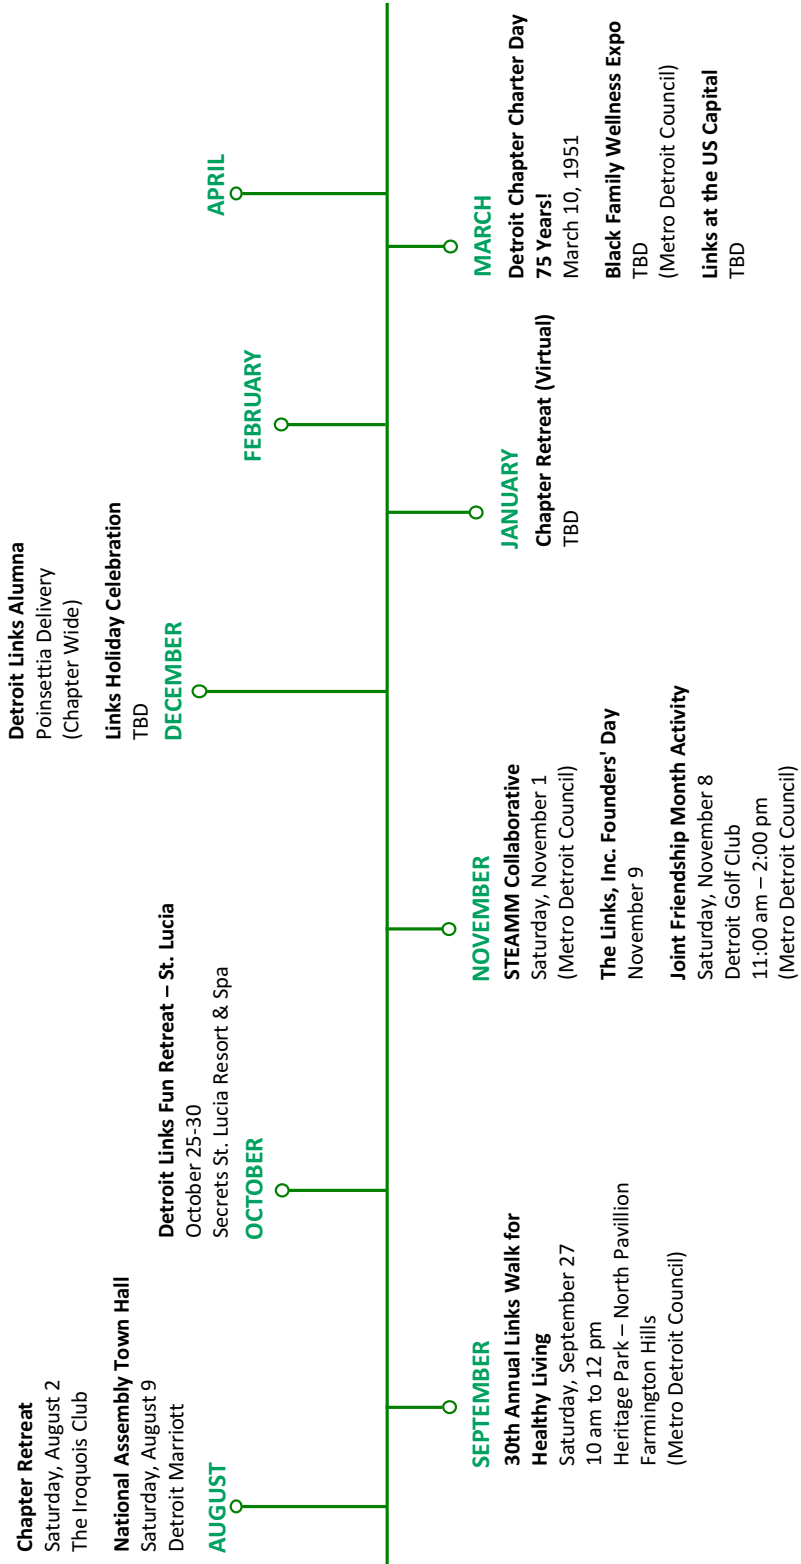 Chapter Retreat
Saturday, August 2
The Iroquois Club
National Assembly Town Hall
Saturday, August 9
Detroit Marriott
AUGUST
SEPTEMBER
30th Annual Links Walk for
Healthy Living
Saturday, September 27
10 am to 12 pm
Heritage Park – North Pavillion
Farmington Hills
(Metro Detroit Council)
Detroit Links Fun Retreat – St. Lucia
October 25-30
Secrets St. Lucia Resort & Spa
OCTOBER
NOVEMBER
STEAMM Collaborative
Saturday, November 1
(Metro Detroit Council)
The Links, Inc. Founders' Day
November 9
Joint Friendship Month Activity
Saturday, November 8
Detroit Golf Club
11:00 am – 2:00 pm
(Metro Detroit Council)
Detroit Links Alumna
Poinsettia Delivery
(Chapter Wide)
Links Holiday Celebration
TBD
DECEMBER
JANUARY
Chapter Retreat (Virtual)
TBD
FEBRUARY
MARCH
Detroit Chapter Charter Day
75 Years!
March 10, 1951
Black Family Wellness Expo
TBD
(Metro Detroit Council)
Links at the US Capital
TBD
APRIL